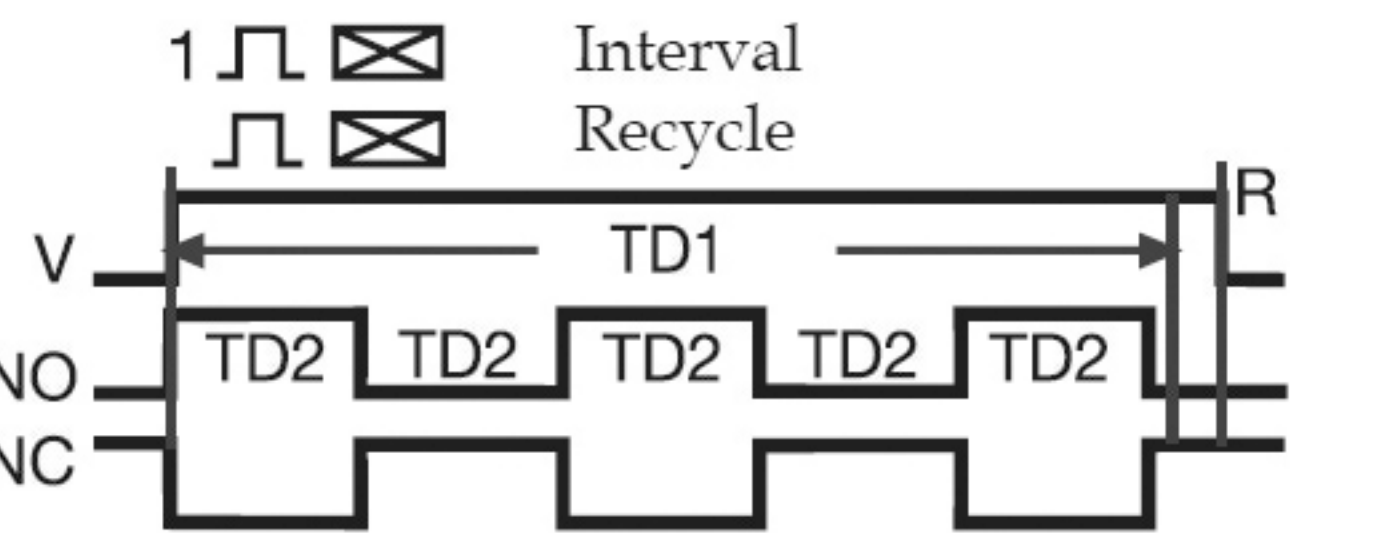 1 Interval
Recycle
R
V TD1
TD2 TD2 TD2 TD2 TD2
NO
NC